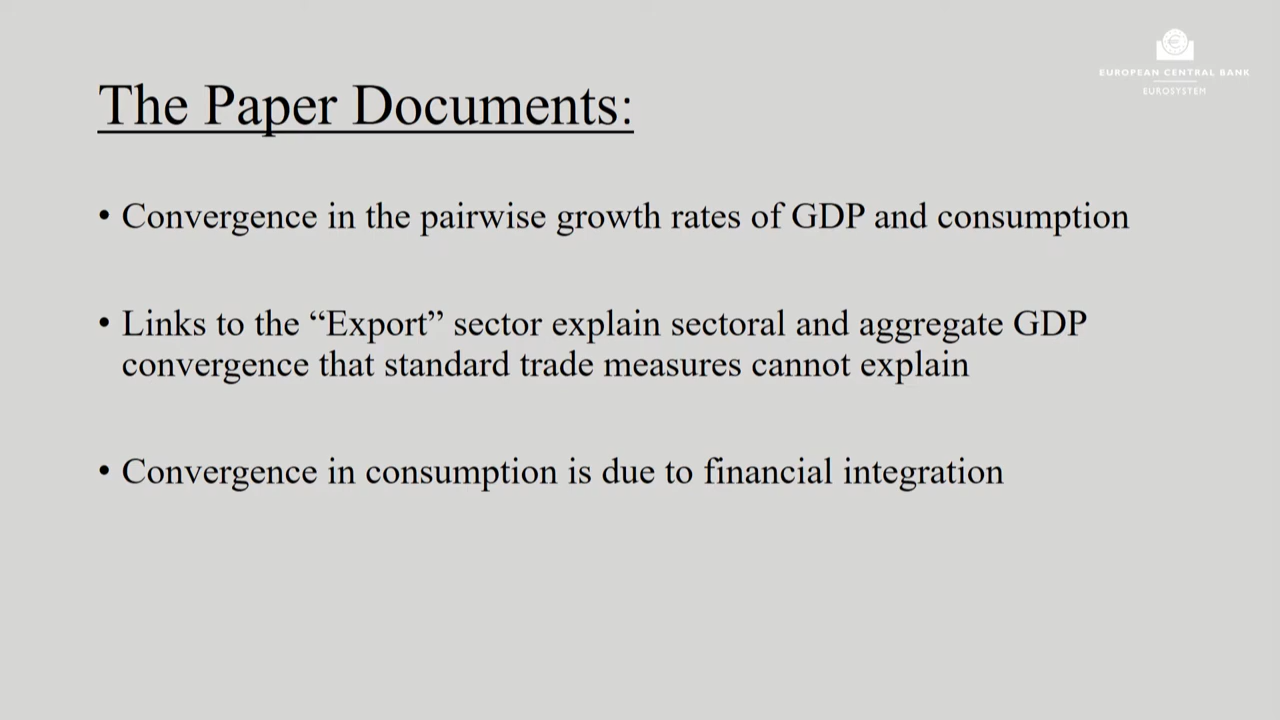 EUROPEAN CENTRAL BANK
EUROSYSTEM
The Paper Documents:
• Convergence in the pairwise growth rates of GDP and consumption
• Links to the “Export” sector explain sectoral and aggregate GDP
convergence that standard trade measures cannot explain
• Convergence in consumption is due to financial integration